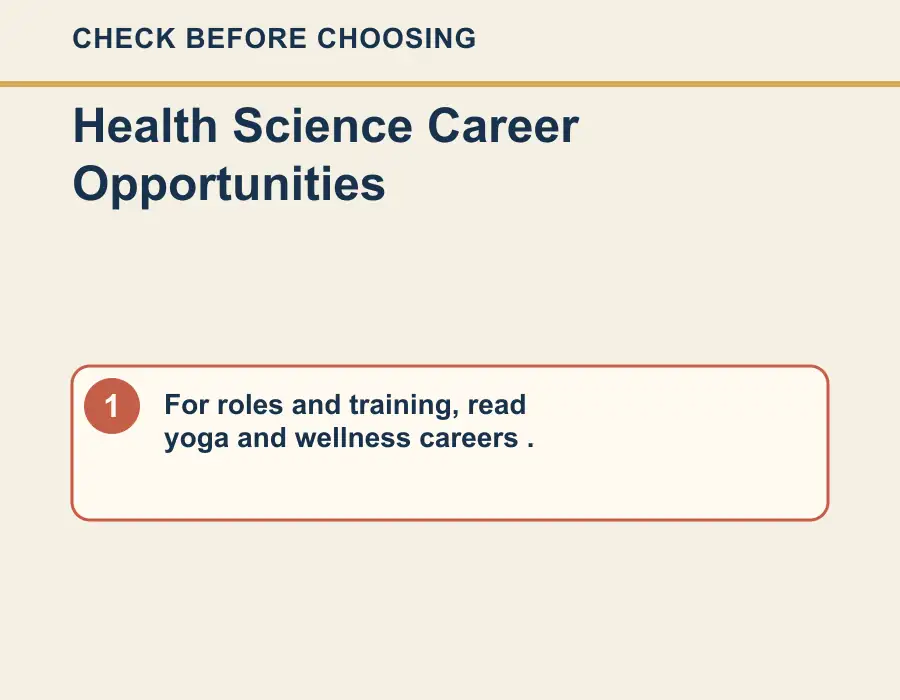 CHECK BEFORE CHOOSING
Health Science Career
Opportunities
1
For roles and training, read
yoga and wellness careers .